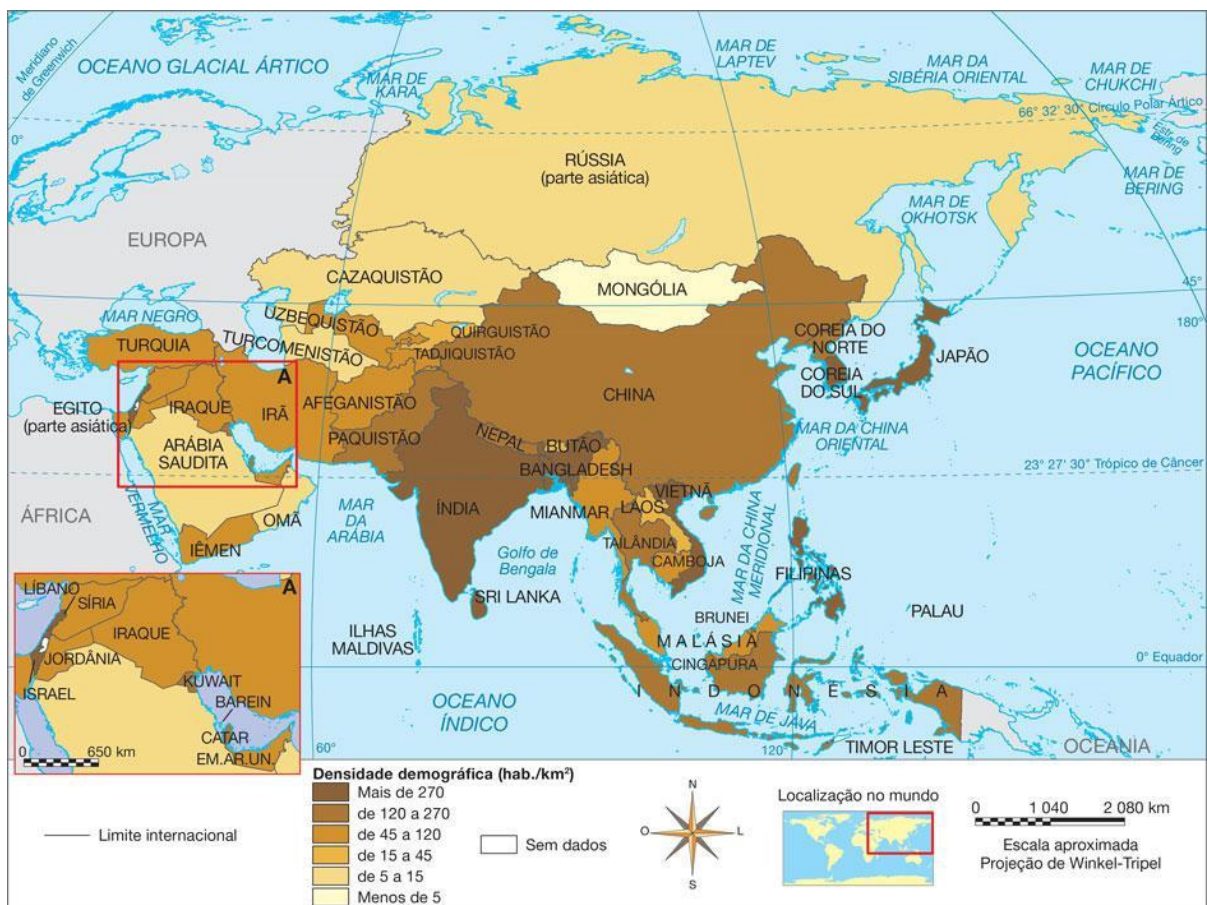 Meridiano
de Greenwich
OCEANO GLACIAL ÁRTICO
MAR DE
KARA
MAR DE
LAPTEV
MAR DA
SIBÉRIA ORIENTAL
MAR DE
CHUKCHI
66° 32' 30" Círculo Polar Ártico
Estr. de
Bering
0°
RÚSSIA
(parte asiática)
MAR DE
BERING
MAR DE
OKHOTSK
EUROPA
CAZAQUISTÃO
MONGÓLIA
45°
180°
MAR NEGRO
UZBEQUISTÃO
QUIRGUISTÃO
TURQUIA
TURCOMENISTÃO
TADJIQUISTÃO
COREIA DO
NORTE
JAPÃO
OCEANO
PACÍFICO
A
COREIA
DO SUL
CHINA
EGITO
(parte asiática)
IRAQUE
IRÃ
AFEGANISTÃO
PAQUISTÃO
NEPAL
BUTÃO
MAR DA CHINA
ORIENTAL
ARÁBIA
SAUDITA
BANGLADESH
23° 27' 30" Trópico de Câncer
ÁFRICA
MAR
VERMELHO
OMÃ
MAR
DA
ARÁBIA
ÍNDIA
MIANMAR
LAOS
VIETNÃ
IÊMEN
TAILÂNDIA
CAMBOJA
MAR DA CHINA
MERIDIONAL
Golfo de
Bengala
FILIPINAS
SRI LANKA
PALAU
ILHAS
MALDIVAS
BRUNEI
MALÁSIA
CINGAPURA
0° Equador
INDONÉSIA
OCEANO
ÍNDICO
MAR DE JAVA
60°
120°
TIMOR LESTE
OCEANIA
A
LÍBANO
SÍRIA
IRAQUE
JORDÂNIA
ISRAEL
KUWAIT
BAREIN
CATAR
EM.AR.UN.
0 650 km
Densidade demográfica (hab./km²)
Mais de 270
de 120 a 270
de 45 a 120
de 15 a 45
de 5 a 15
Menos de 5
Limite internacional
Sem dados
N
O L
S
Localização no mundo
0 1 040 2 080 km
Escala aproximada
Projeção de Winkel-Tripel